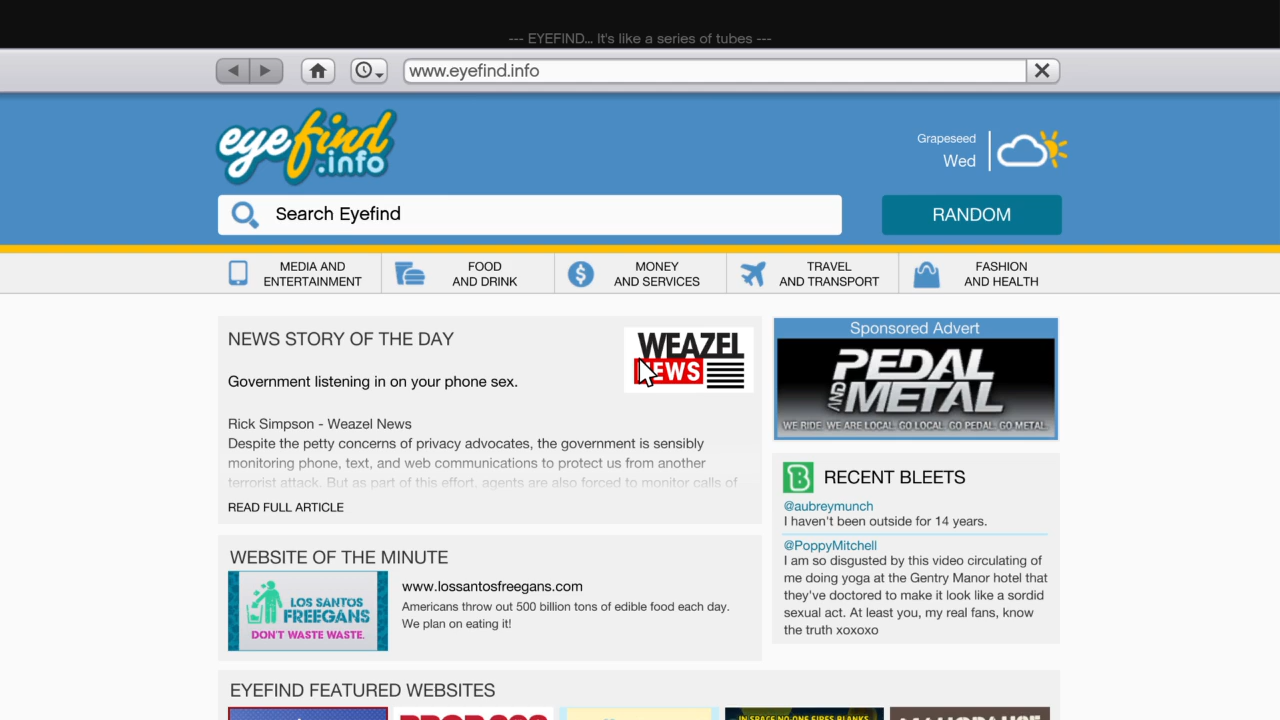 --- EYEFIND... It's like a series of tubes ---
www.eyefind.info
eyefind
.info
Grapeseed
Wed
Search Eyefind
RANDOM
MEDIA AND
ENTERTAINMENT
FOOD
AND DRINK
MONEY
AND SERVICES
TRAVEL
AND TRANSPORT
FASHION
AND HEALTH
NEWS STORY OF THE DAY
WEAZEL
NEWS
Government listening in on your phone sex.
Rick Simpson - Weazel News
Despite the petty concerns of privacy advocates, the government is sensibly
monitoring phone, text, and web communications to protect us from another
terrorist attack. But as part of this effort, agents are also forced to monitor calls of
READ FULL ARTICLE
Sponsored Advert
PEDAL
AND
METAL
WE RIDE. WE ARE LOCAL. GO LOCAL. GO PEDAL. GO METAL.
RECENT BLEETS
@aubreymunch
I haven't been outside for 14 years.
@PoppyMitchell
I am so disgusted by this video circulating of
me doing yoga at the Gentry Manor hotel that
they've doctored to make it look like a sordid
sexual act. At least you, my real fans, know
the truth xoxoxo
WEBSITE OF THE MINUTE
LOS SANTOS
FREEGANS
DON'T WASTE WASTE.
www.lossantosfreegans.com
Americans throw out 500 billion tons of edible food each day.
We plan on eating it!
EYEFIND FEATURED WEBSITES
IN SPACE NO-ONE FIRES BLANKS